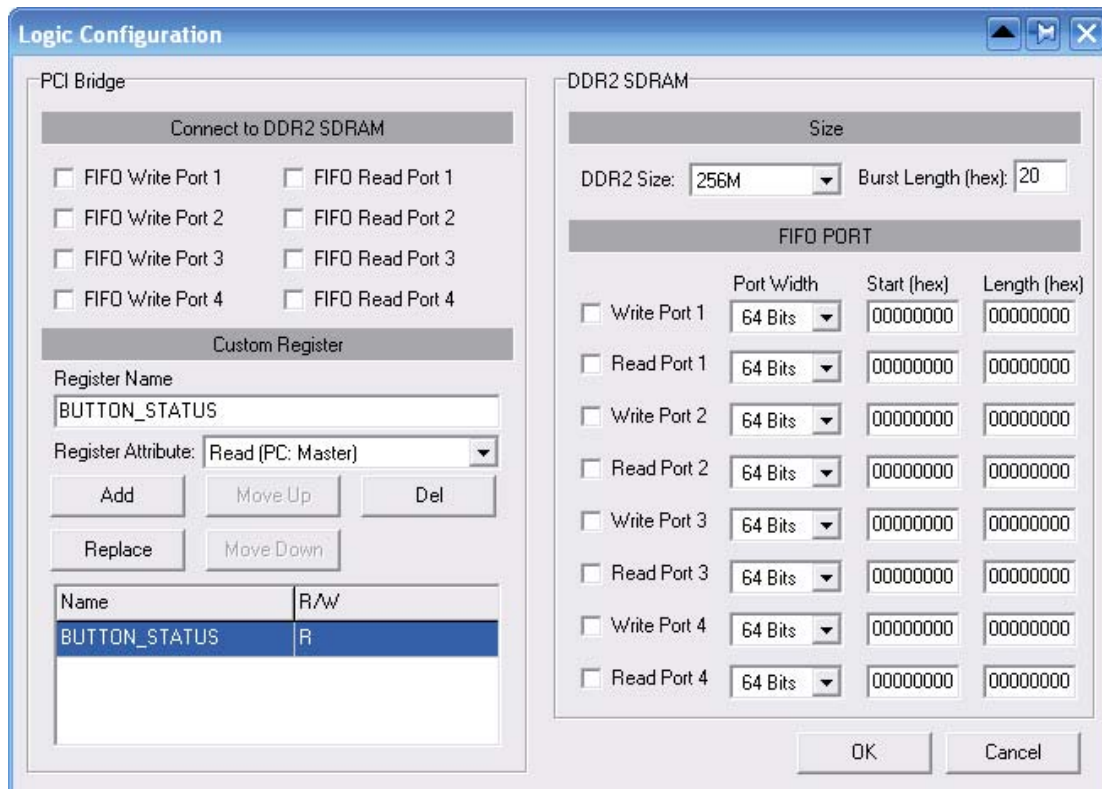 Logic Configuration
PCI Bridge
Connect to DDR2 SDRAM
FIFO Write Port 1 FIFO Read Port 1
FIFO Write Port 2 FIFO Read Port 2
FIFO Write Port 3 FIFO Read Port 3
FIFO Write Port 4 FIFO Read Port 4
Custom Register
Register Name
BUTTON_STATUS
Register Attribute: Read (PC: Master)
Add Move Up Del
Replace Move Down
Name R/W
BUTTON_STATUS R
DDR2 SDRAM
Size
DDR2 Size: 256M Burst Length (hex): 20
FIFO PORT
Port Width Start (hex) Length (hex)
Write Port 1 64 Bits 00000000 00000000
Read Port 1 64 Bits 00000000 00000000
Write Port 2 64 Bits 00000000 00000000
Read Port 2 64 Bits 00000000 00000000
Write Port 3 64 Bits 00000000 00000000
Read Port 3 64 Bits 00000000 00000000
Write Port 4 64 Bits 00000000 00000000
Read Port 4 64 Bits 00000000 00000000
OK Cancel